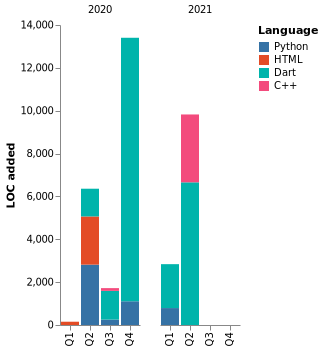 2020 2021
Language
Python
HTML
Dart
C++
LOC added
14,000
12,000
10,000
8,000
6,000
4,000
2,000
0
Q1 Q2 Q3 Q4 Q1 Q2 Q3 Q4